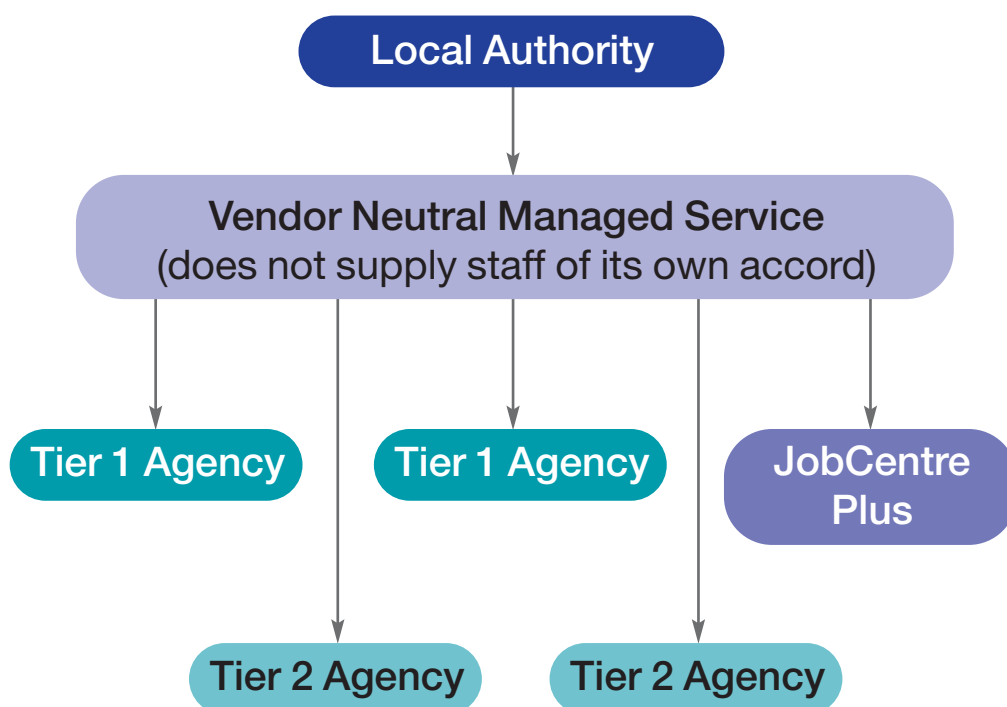 Local Authority
Vendor Neutral Managed Service
(does not supply staff of its own accord)
Tier 1 Agency
Tier 1 Agency
JobCentre
Plus
Tier 2 Agency
Tier 2 Agency